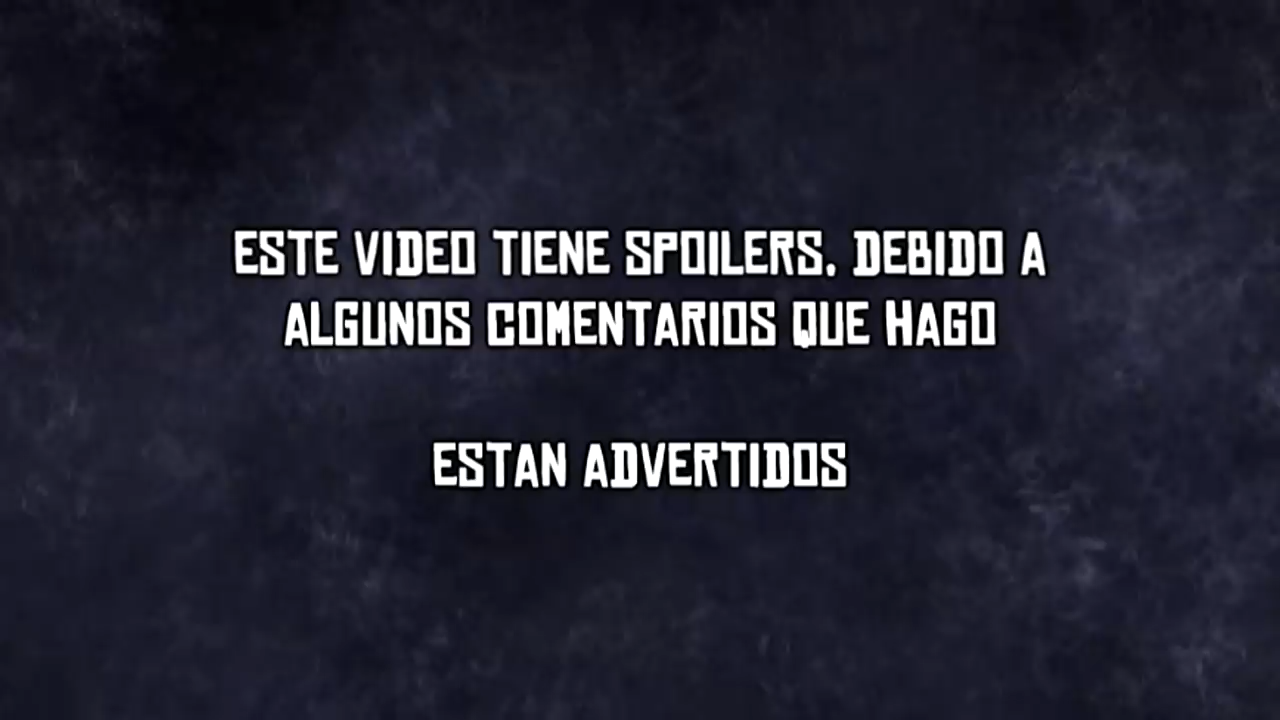 ESTE VIDEO TIENE SPOILERS. DEBIDO A
ALGUNOS COMENTARIOS QUE HAGO
ESTAN ADVERTIDOS